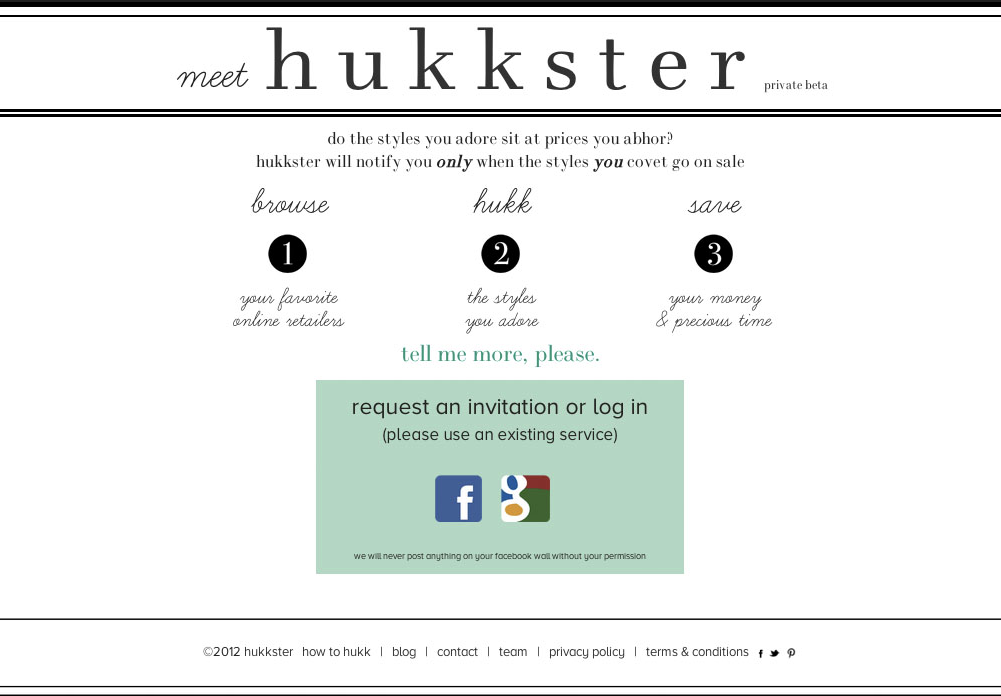 meet hukkster private beta
do the styles you adore sit at prices you abhor?
hukkster will notify you only when the styles you covet go on sale
browse hukk save
1 2 3
your favorite the styles your money
online retailers you adore & precious time
tell me more, please.
request an invitation or log in
(please use an existing service)
f g
we will never post anything on your facebook wall without your permission
©2012 hukkster how to hukk | blog | contact | team | privacy policy | terms & conditions